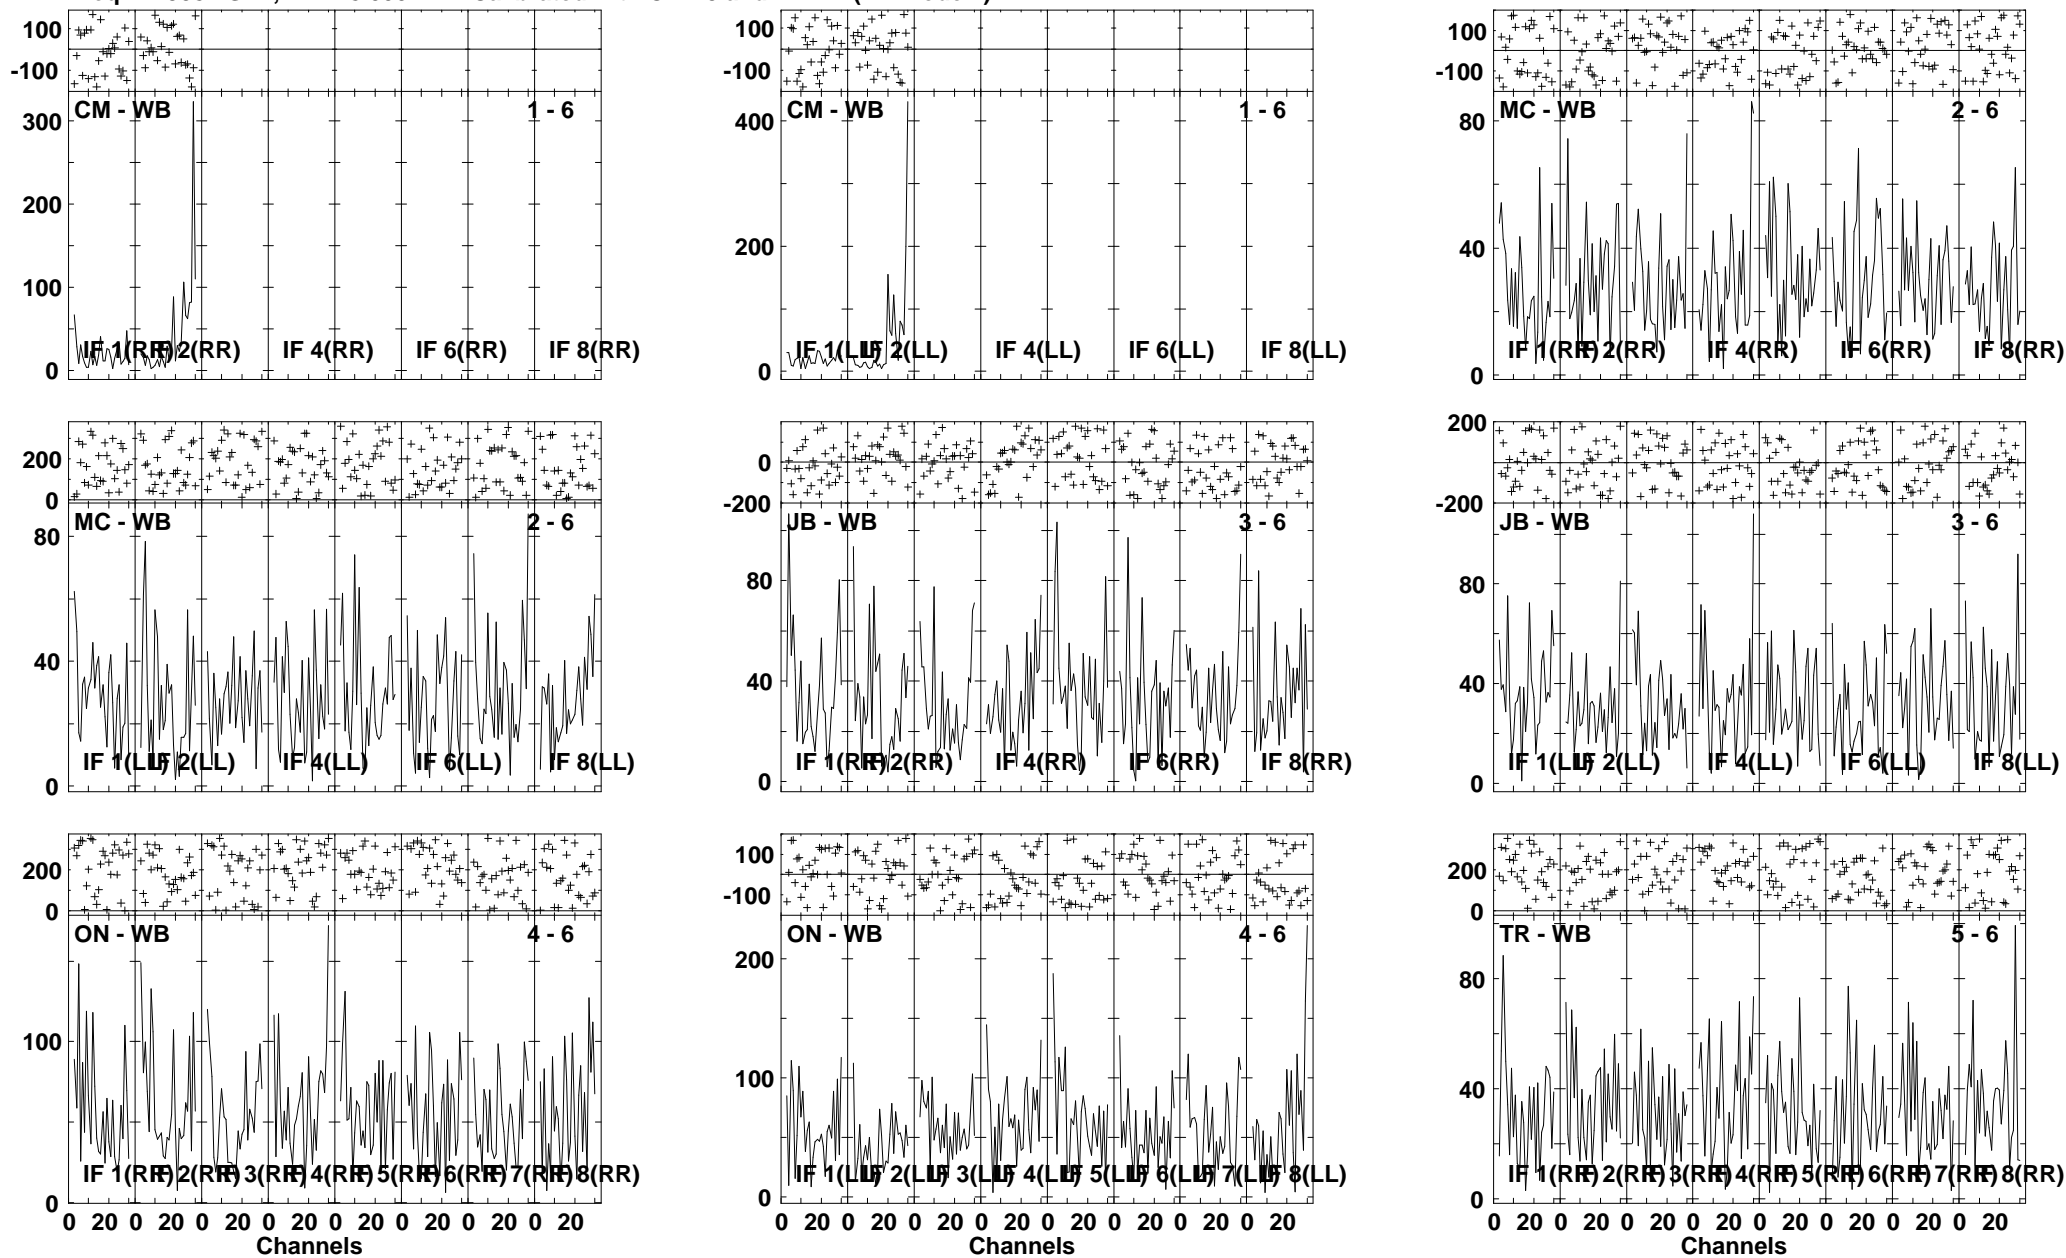 100
-100
CM - WB 1 - 6
300
200
100
0
IF 1(RR) IF 2(RR) IF 4(RR) IF 6(RR) IF 8(RR)
100
-100
CM - WB 1 - 6
400
200
0
IF 1(LL) IF 2(LL) IF 4(LL) IF 6(LL) IF 8(LL)
100
-100
MC - WB 2 - 6
80
40
0
IF 1(RR) IF 2(RR) IF 4(RR) IF 6(RR) IF 8(RR)
200
0
MC - WB 2 - 6
80
40
0
IF 1(LL) IF 2(LL) IF 4(LL) IF 6(LL) IF 8(LL)
200
0
-200
JB - WB 3 - 6
80
40
0
IF 1(RR) IF 2(RR) IF 4(RR) IF 6(RR) IF 8(RR)
200
0
-200
JB - WB 3 - 6
80
40
0
IF 1(LL) IF 2(LL) IF 4(LL) IF 6(LL) IF 8(LL)
200
0
ON - WB 4 - 6
100
0
IF 1(RR) IF 2(RR) IF 3(RR) IF 4(RR) IF 5(RR) IF 6(RR) IF 7(RR) IF 8(RR)
0 20 0 20 0 20 0 20 0 20 0 20 0 20 0 20
Channels
100
-100
ON - WB 4 - 6
200
100
0
IF 1(LL) IF 2(LL) IF 3(LL) IF 4(LL) IF 5(LL) IF 6(LL) IF 7(LL) IF 8(LL)
0 20 0 20 0 20 0 20 0 20 0 20 0 20 0 20
Channels
200
0
TR - WB 5 - 6
80
40
0
IF 1(RR) IF 2(RR) IF 3(RR) IF 4(RR) IF 5(RR) IF 6(RR) IF 7(RR) IF 8(RR)
0 20 0 20 0 20 0 20 0 20 0 20 0 20 0 20
Channels